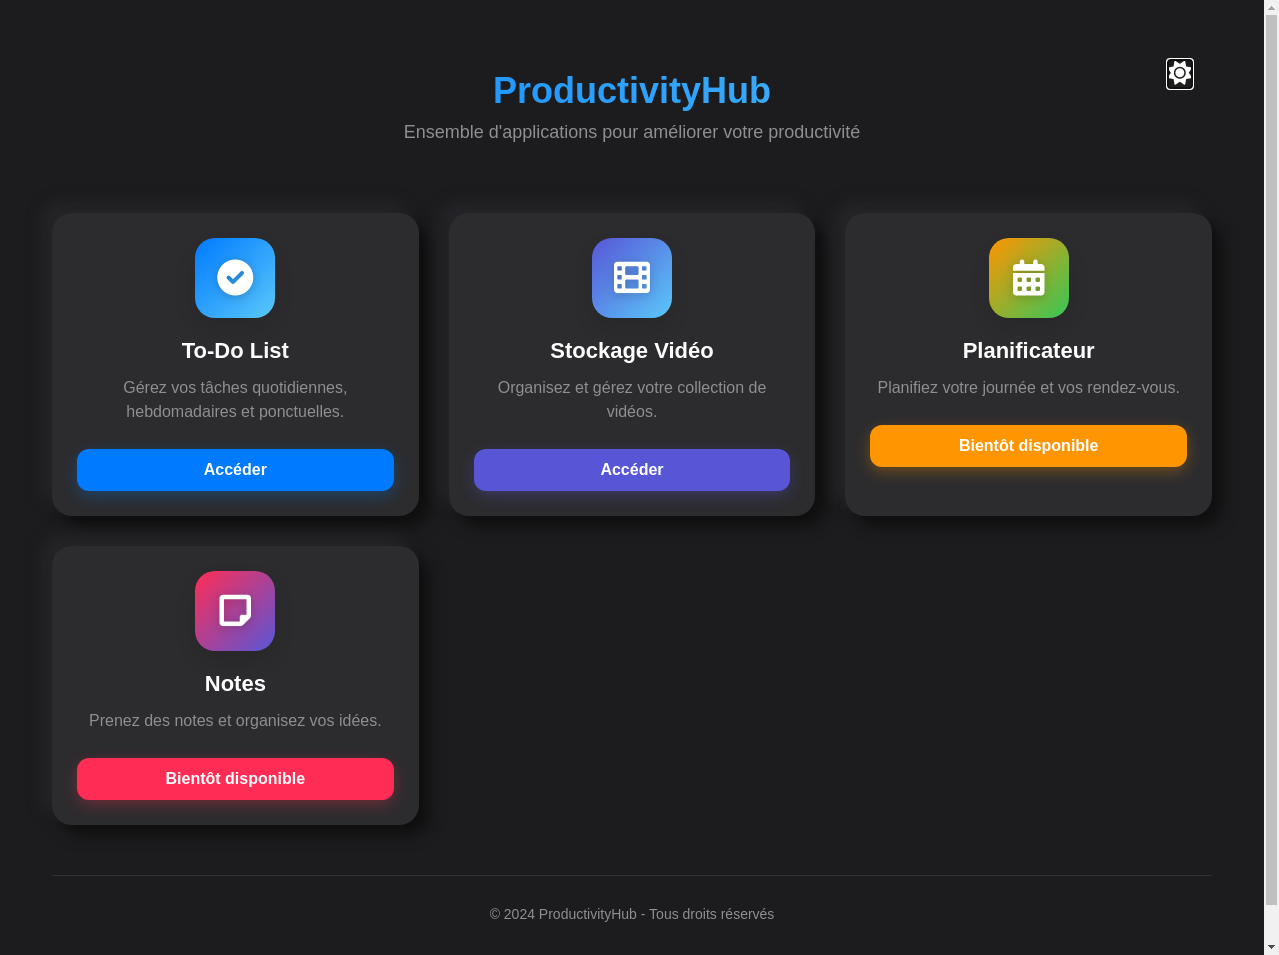 ProductivityHub
Ensemble d'applications pour améliorer votre productivité
To-Do List
Gérez vos tâches quotidiennes,
hebdomadaires et ponctuelles.
Accéder
Stockage Vidéo
Organisez et gérez votre collection de
vidéos.
Accéder
Planificateur
Planifiez votre journée et vos rendez-vous.
Bientôt disponible
Notes
Prenez des notes et organisez vos idées.
Bientôt disponible
© 2024 ProductivityHub - Tous droits réservés